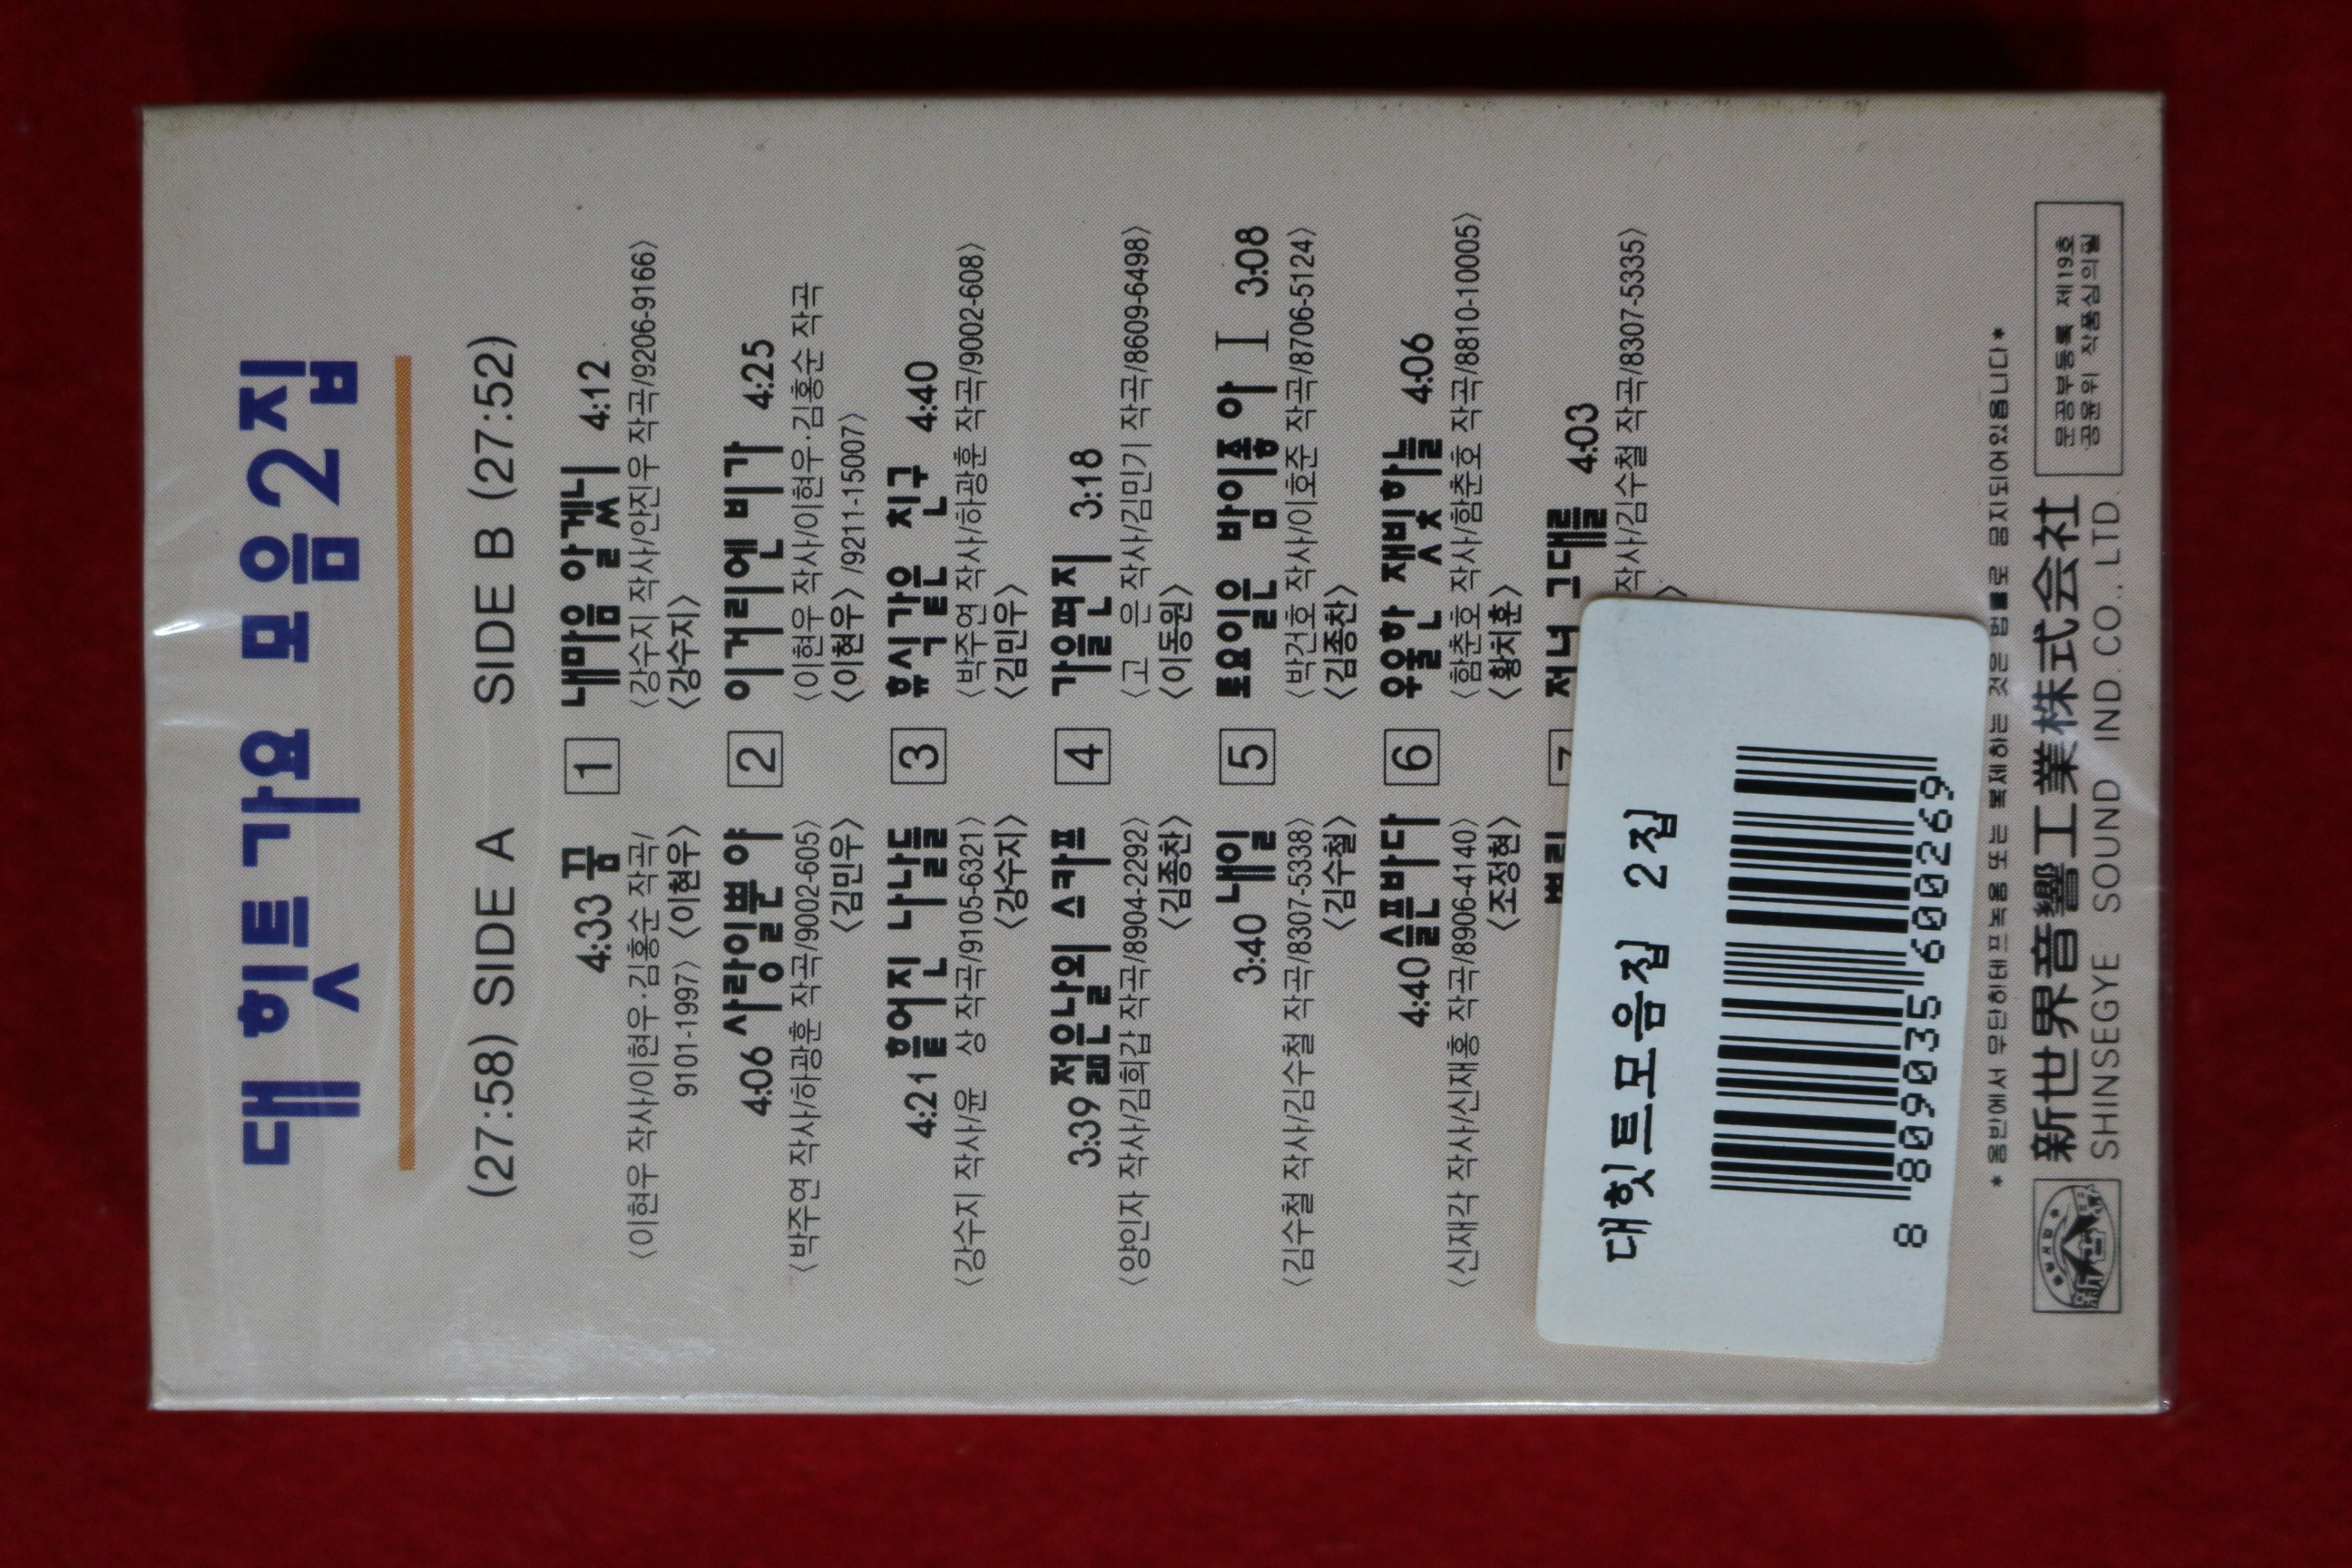 대 힛트 가요 모음 2집
(27:58) SIDE A SIDE B (27:52)
4:33 꿈
〈이현우 작사/이현우·김홍순 작곡/
9101-1997〉 〈이현우〉
4:06 사랑일뿐 야
〈박주연 작사/하광훈 작곡/9002-605〉
〈김민우〉
4:21 흩어진 나날들
〈강수지 작사/윤 상 작곡/9105-6321〉
〈강수지〉
3:39 젊은날의 스카프
〈양인자 작사/김희갑 작곡/8904-2292〉
〈김종찬〉
3:40 내일
〈김수철 작사/김수철 작곡/8307-5338〉
〈김수철〉
4:40 슬픈바다
〈신재각 작사/신재홍 작곡/8906-4140〉
〈조정현〉
1 내마음 알겠니 4:12
〈강수지 작사/안진우 작곡/9206-9166〉
〈강수지〉
2 이거리엔 비가 4:25
〈이현우 작사/이현우·김홍순 작곡
〈이현우〉 /9211-15007〉
3 휴식같은 친구 4:40
〈박주연 작사/하광훈 작곡/9002-608〉
〈김민우〉
4 가을편지 3:18
〈고 은 작사/김민기 작곡/8609-6498〉
〈이동원〉
5 토요일은 밤이좋아 I 3:08
〈박건호 작사/이호준 작곡/8706-5124〉
〈김종찬〉
6 우울한 잿빛하늘 4:06
〈함춘호 작사/함춘호 작곡/8810-10005〉
〈황치훈〉
7 저녁 그대를 4:03
작사/김수철 작곡/8307-5335〉
대힛트모음집 2집
8 809035 600269
*음반에서 무단히테프녹음 또는 복제하는 것은 법률로 금지되어있읍니다*
新世界音響工業株式会社
SHINSEGYE SOUND IND. CO., LTD.
문공부등록 제19호
공윤위 작품심의필